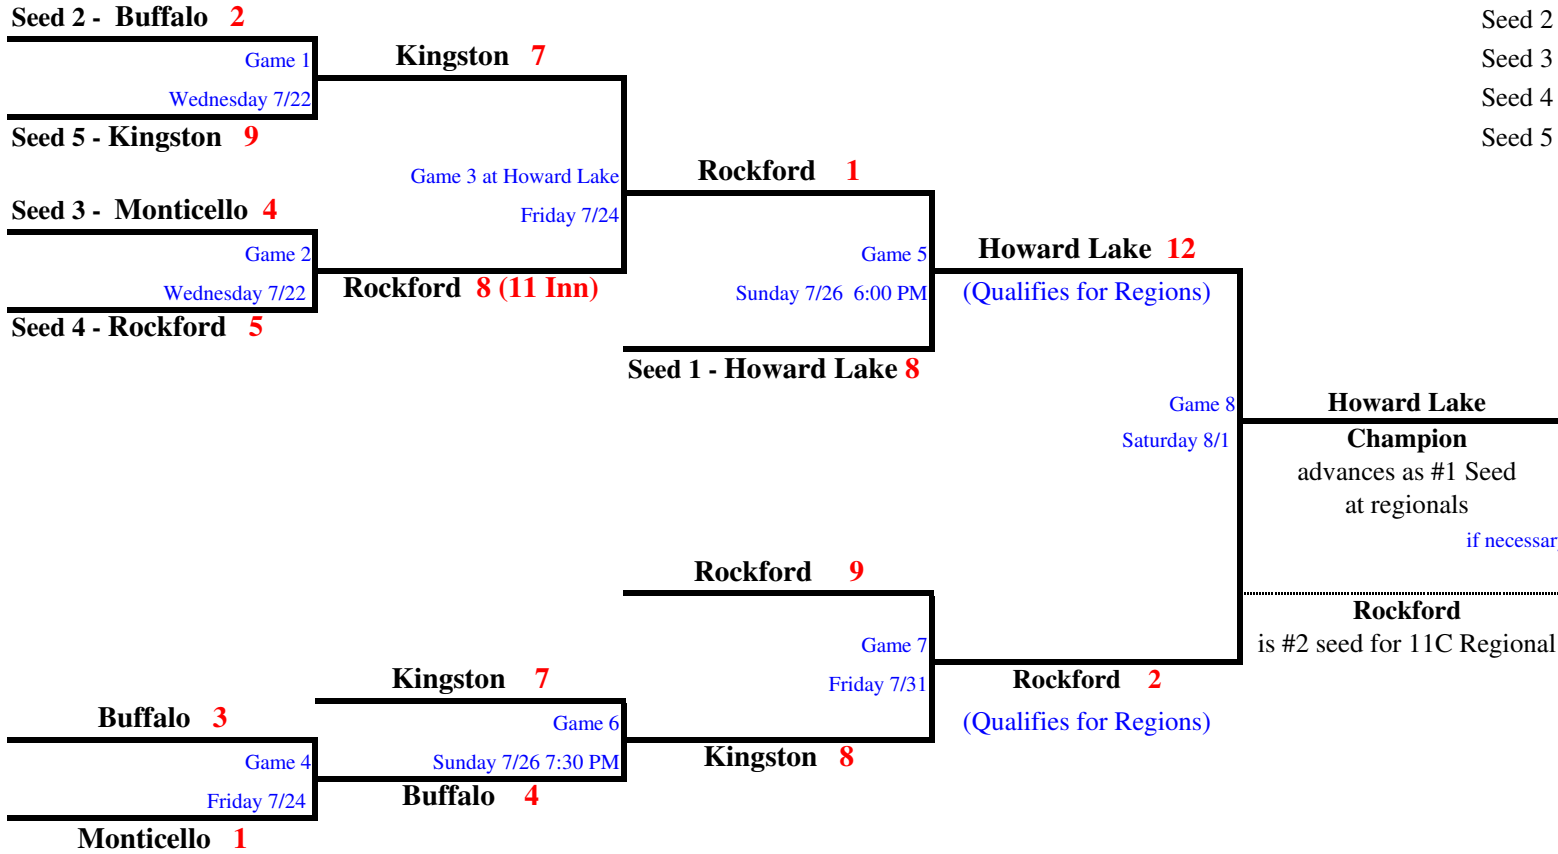 Seed 2 - Buffalo 2
Seed 2
Game 1
Kingston 7
Seed 3
Wednesday 7/22
Seed 4
Seed 5 - Kingston 9
Seed 5
Game 3 at Howard Lake
Rockford 1
Seed 3 - Monticello 4
Friday 7/24
Game 2
Game 5
Howard Lake 12
Wednesday 7/22
Rockford 8 (11 Inn)
Sunday 7/26 6:00 PM
(Qualifies for Regions)
Seed 4 - Rockford 5
Seed 1 - Howard Lake 8
Game 8
Howard Lake
Saturday 8/1
Champion
advances as #1 Seed
at regionals
if necessar
Rockford 9
Rockford
is #2 seed for 11C Regional
Game 7
Kingston 7
Friday 7/31
Rockford 2
Buffalo 3
Game 6
(Qualifies for Regions)
Game 4
Sunday 7/26 7:30 PM
Kingston 8
Friday 7/24
Buffalo 4
Monticello 1